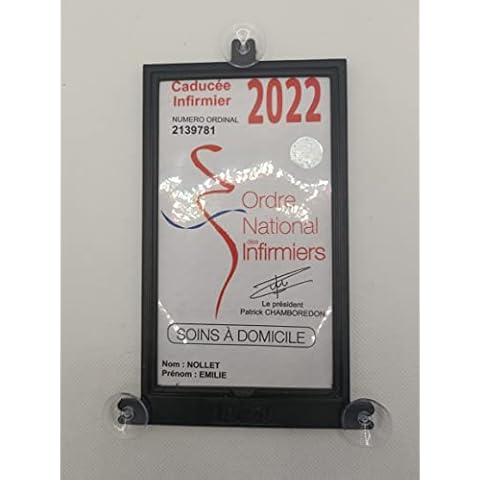 Caducée
Infirmier
2022
NUMERO ORDINAL
2139781
Ordre
National
des
Infirmiers
Le président
Patrick CHAMBOREDON
SOINS À DOMICILE
Nom : NOLLET
Prénom : EMILIE